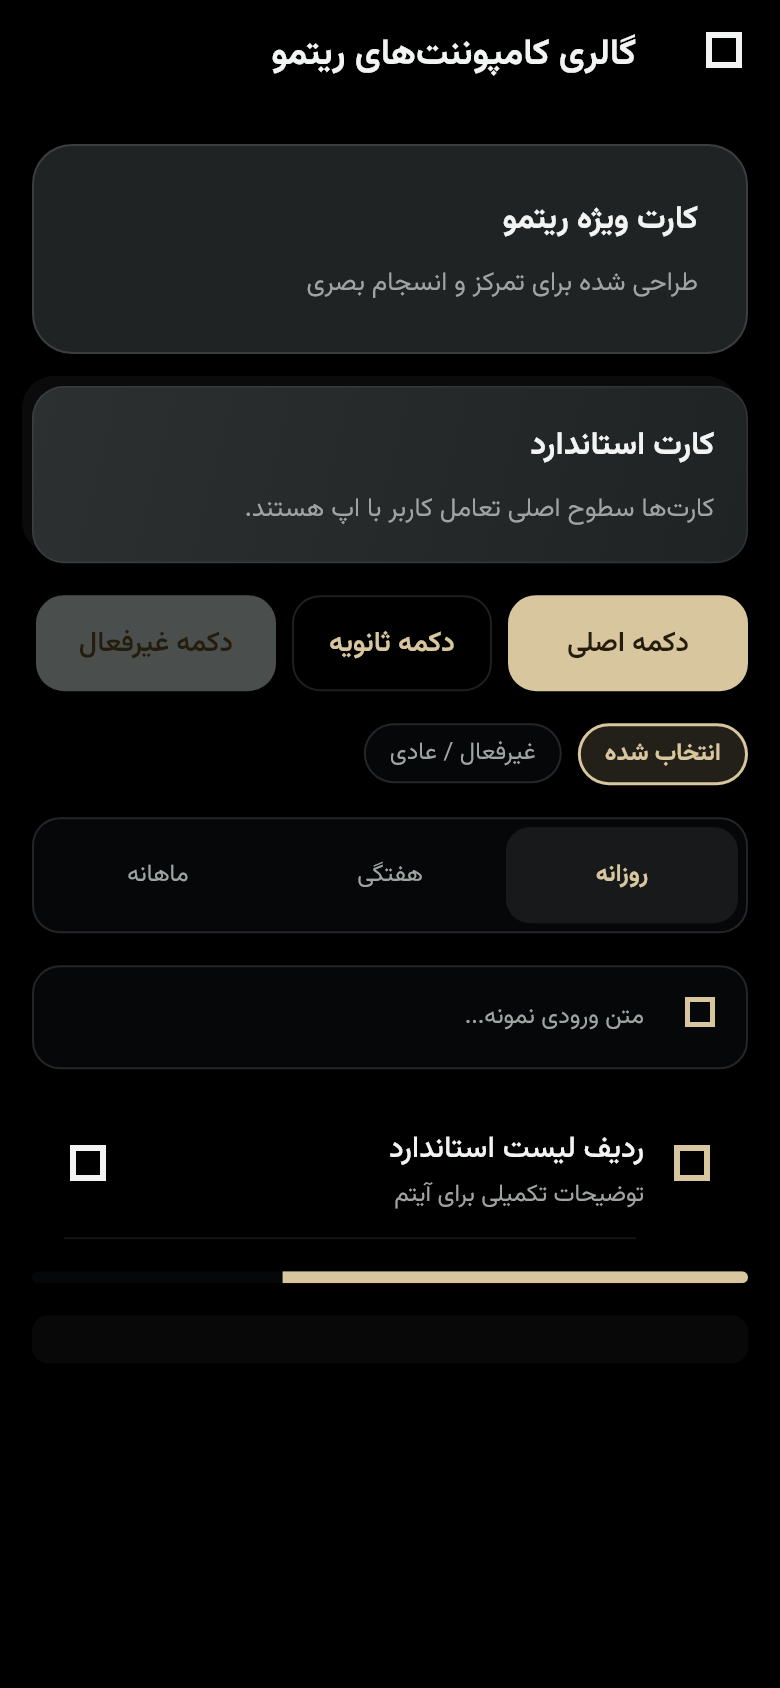 گالری کامپوننت‌های ریتمو
کارت ویژه ریتمو
طراحی شده برای تمرکز و انسجام بصری
کارت استاندارد
کارت‌ها سطوح اصلی تعامل کاربر با اپ هستند.
دکمه اصلی
دکمه ثانویه
دکمه غیرفعال
انتخاب شده
غیرفعال / عادی
روزانه
هفتگی
ماهانه
متن ورودی نمونه...
ردیف لیست استاندارد
توضیحات تکمیلی برای آیتم